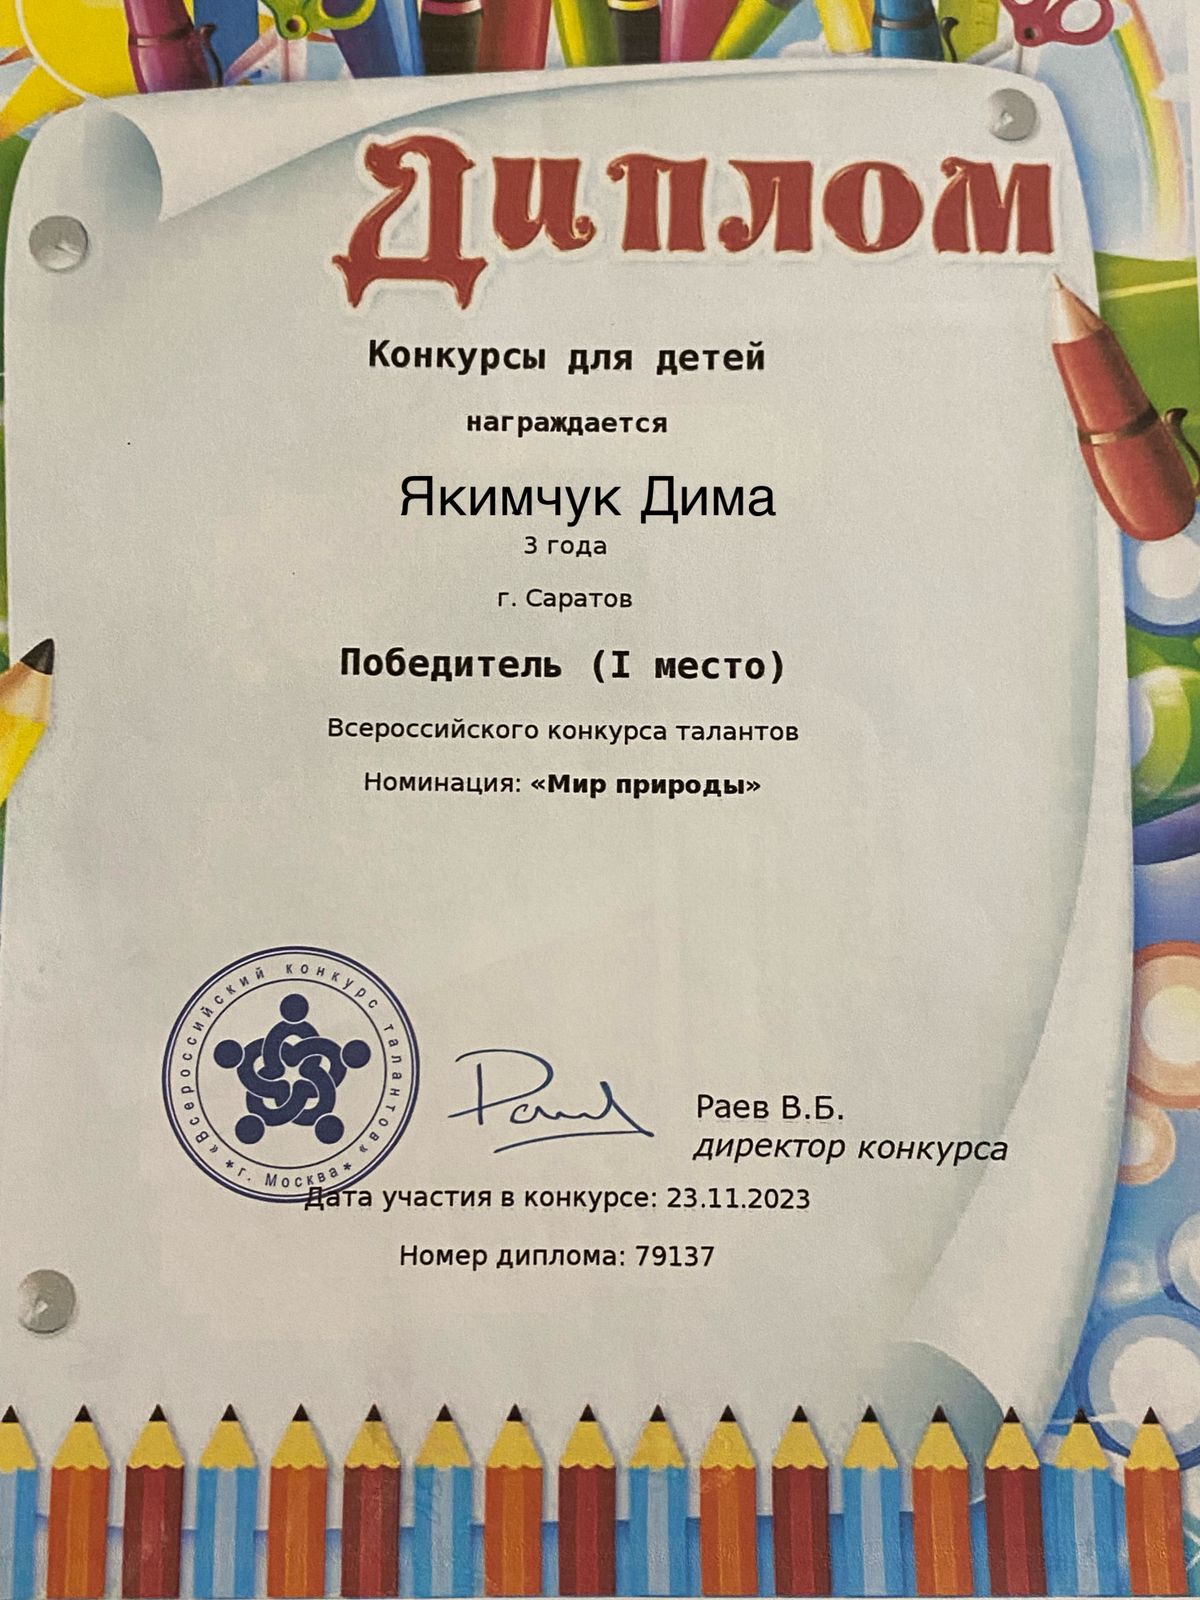 Диплом
Конкурсы для детей
награждается
Якимчук Дима
3 года
г. Саратов
Победитель (I место)
Всероссийского конкурса талантов
Номинация: «Мир природы»
«Всероссийский конкурс талантов»
* г. Москва *
Раев В.Б.
директор конкурса
Дата участия в конкурсе: 23.11.2023
Номер диплома: 79137